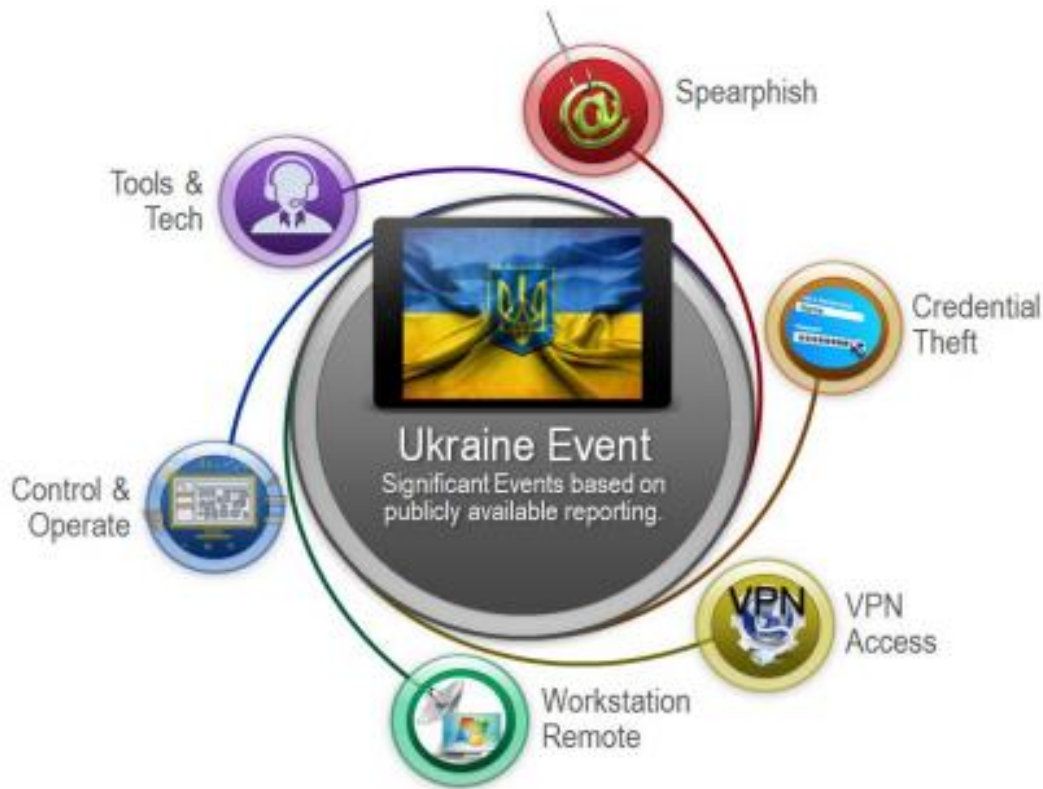 Spearphish
Tools &
Tech
Credential
Theft
Ukraine Event
Significant Events based on
publicly available reporting.
Control &
Operate
VPN
VPN
Access
Workstation
Remote